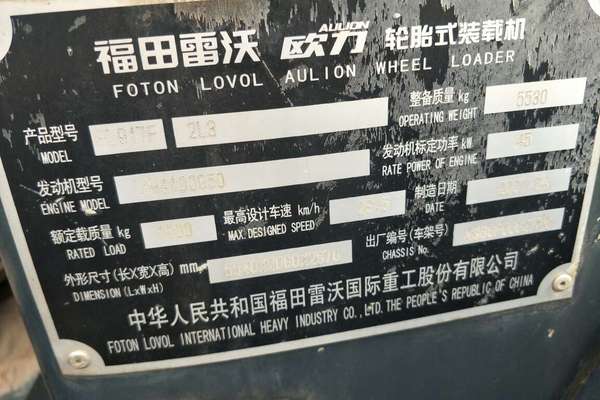 福田雷沃 欧力 AULION 轮胎式装载机
FOTON LOVOL AULION WHEEL LOADER
整备质量 kg 5530
OPERATING WEIGHT
产品型号 2L3
MODEL
发动机标定功率 kW 45
RATE POWER OF ENGINE
发动机型号
ENGINE MODEL
制造日期
DATE
额定载质量 kg
RATED LOAD
最高设计车速 km/h
MAX.DESIGNED SPEED
出厂编号(车架号)
CHASSIS No.
外形尺寸(长X宽X高) mm
DIMENSION (LxWxH)
中华人民共和国福田雷沃国际重工股份有限公司
FOTON LOVOL INTERNATIONAL HEAVY INDUSTRY CO., LTD. THE PEOPLE'S REPUBLIC OF CHINA